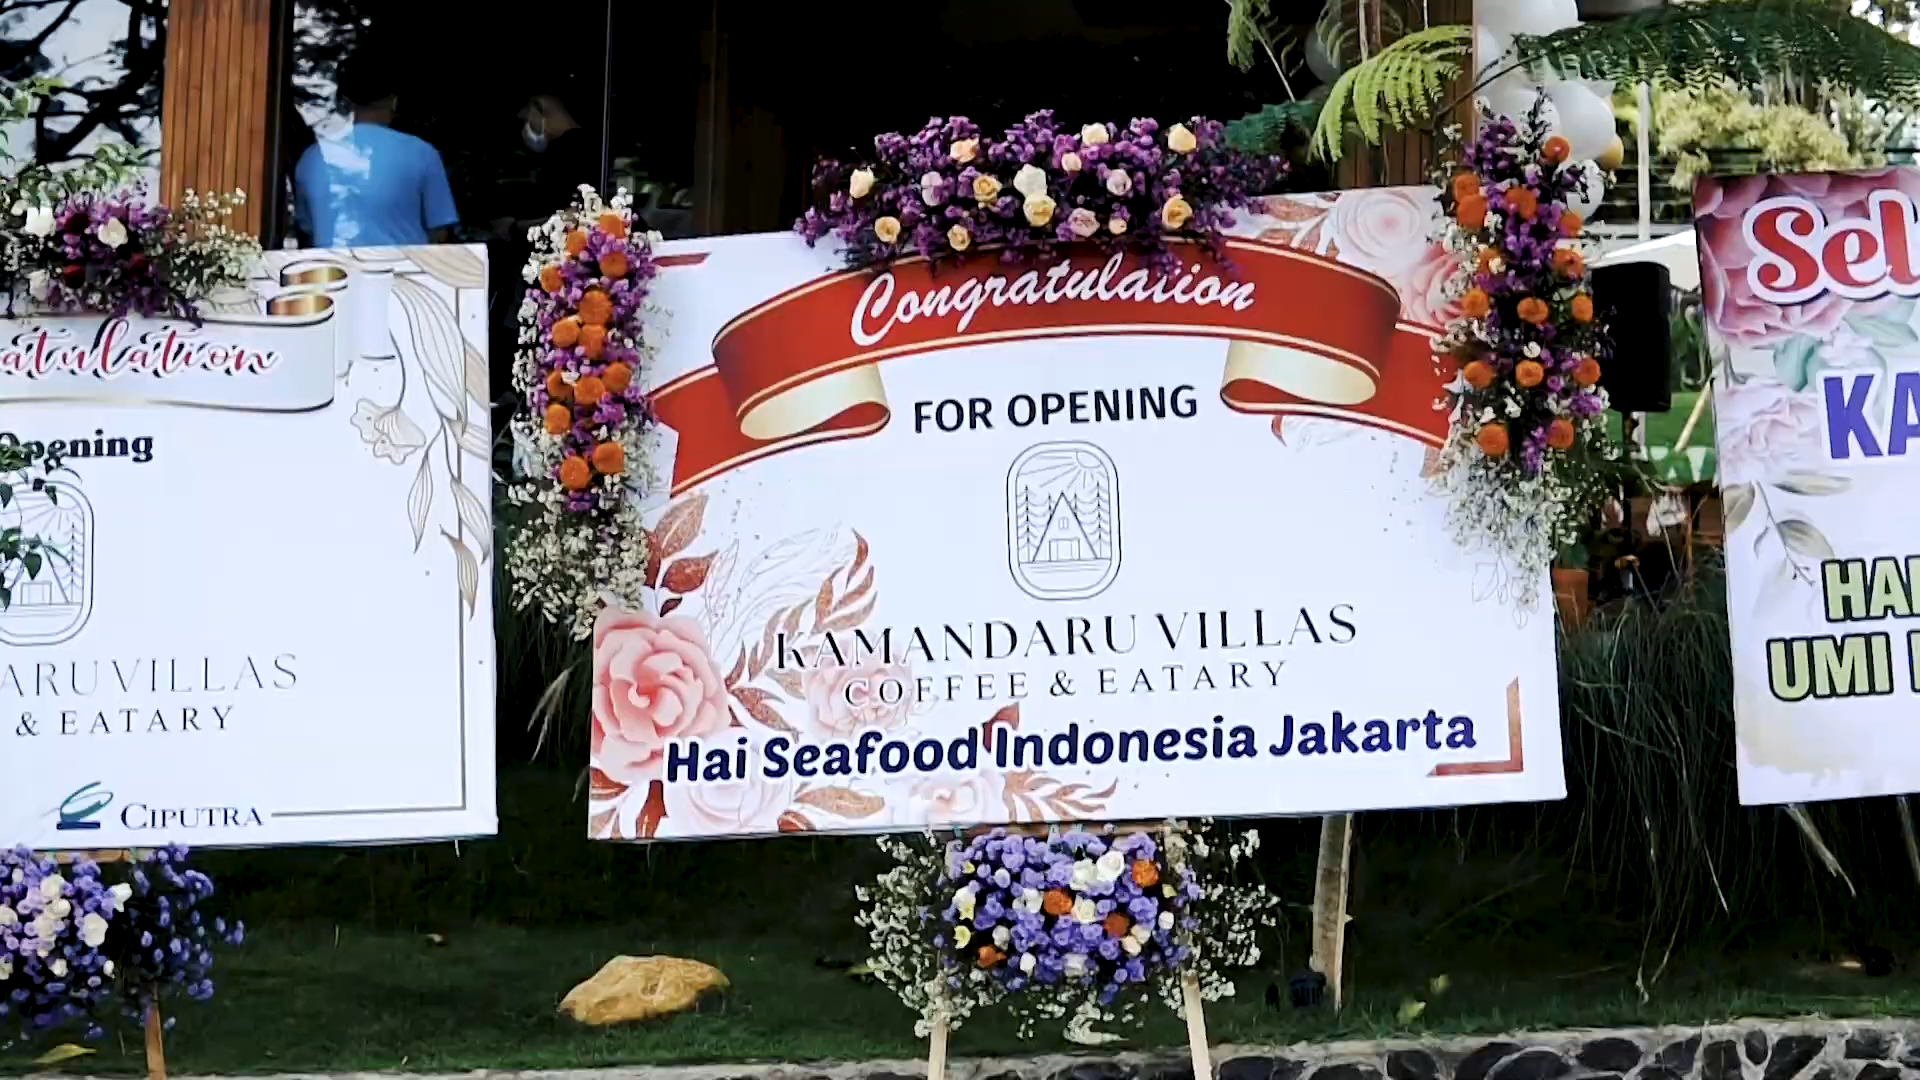 atulation
Opening
ARU VILLAS
& EATARY
CIPUTRA
Congratulaiion
FOR OPENING
KAMANDARU VILLAS
COFFEE & EATARY
Hai Seafood Indonesia Jakarta
Sel
KA
HA
UMI